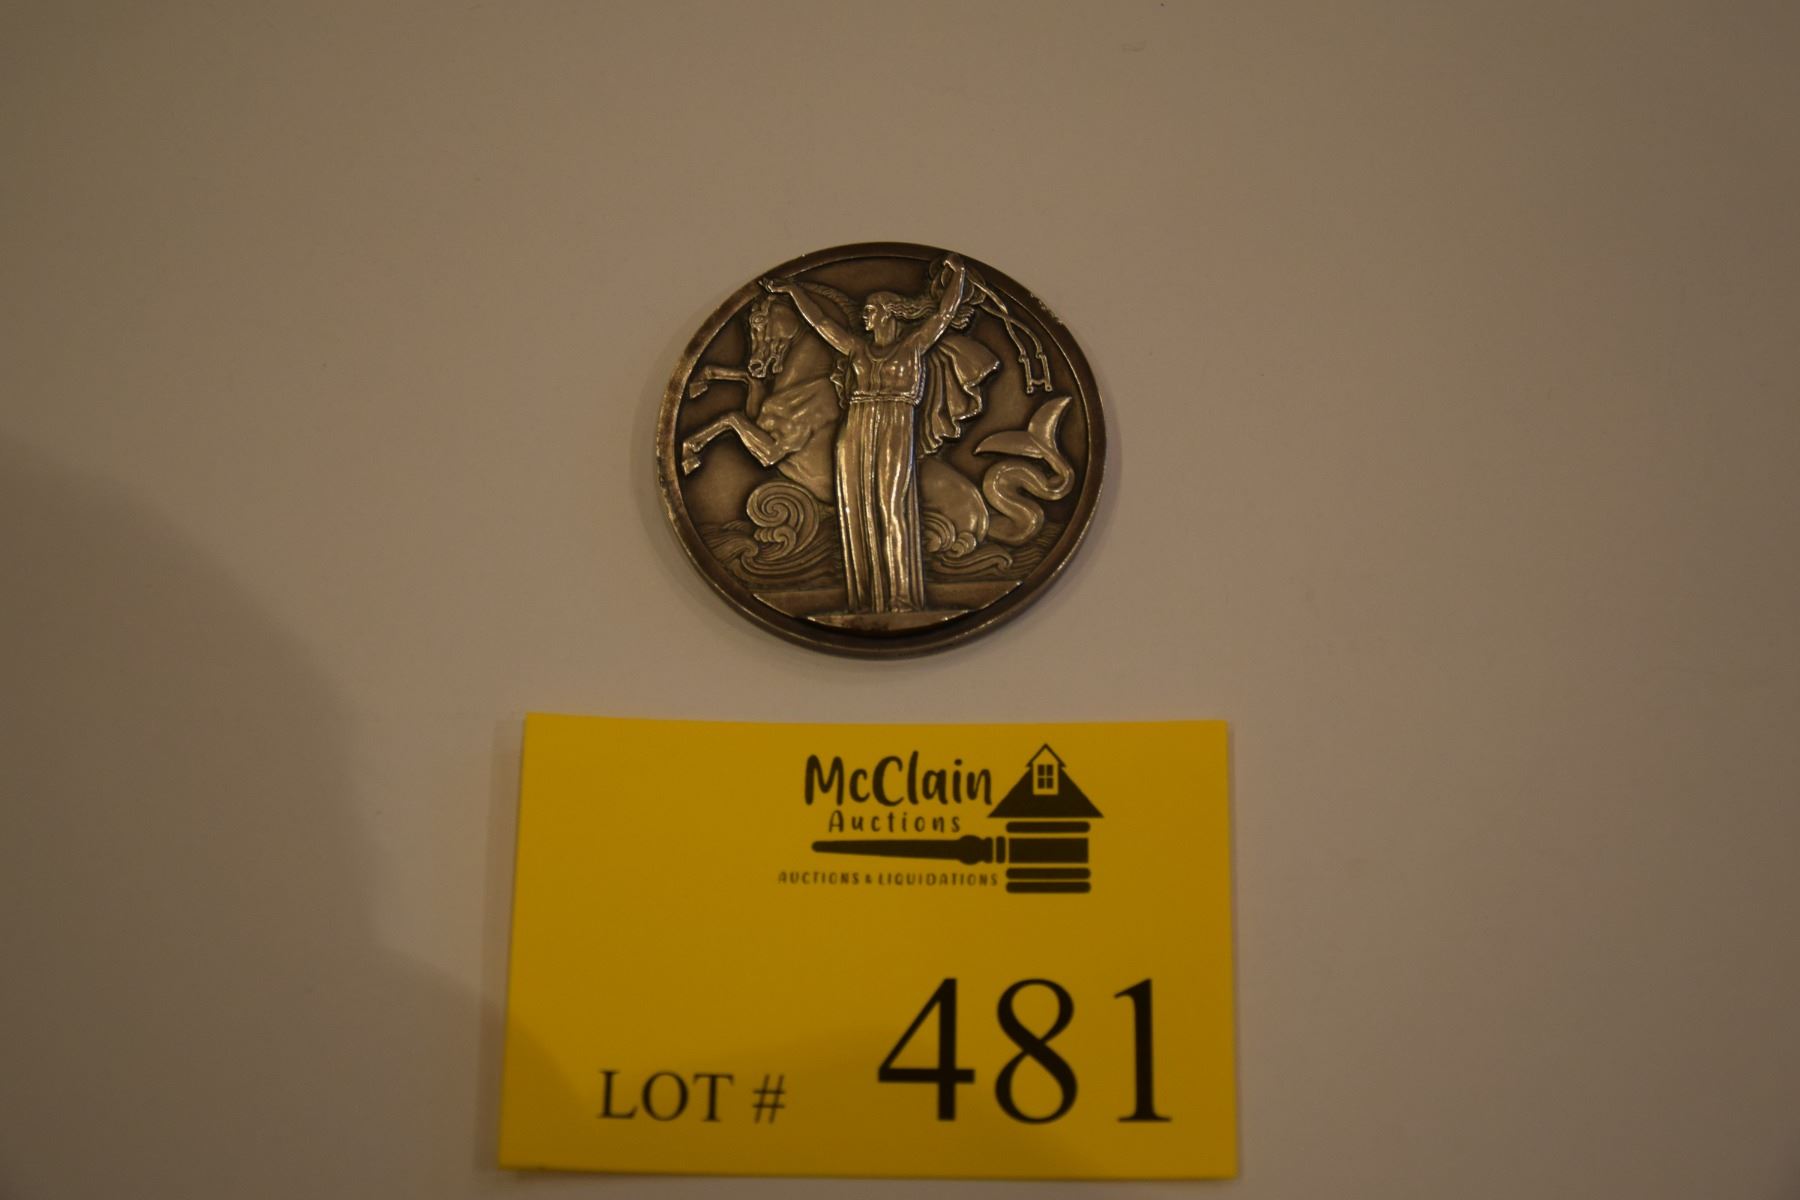 McClain
Auctions
AUCTIONS & LIQUIDATIONS
LOT # 481